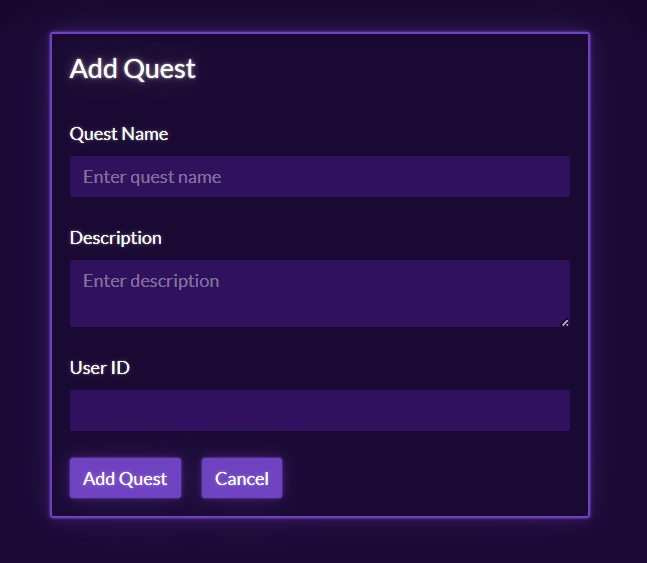 Add Quest
Quest Name
Enter quest name
Description
Enter description
User ID
Add Quest
Cancel